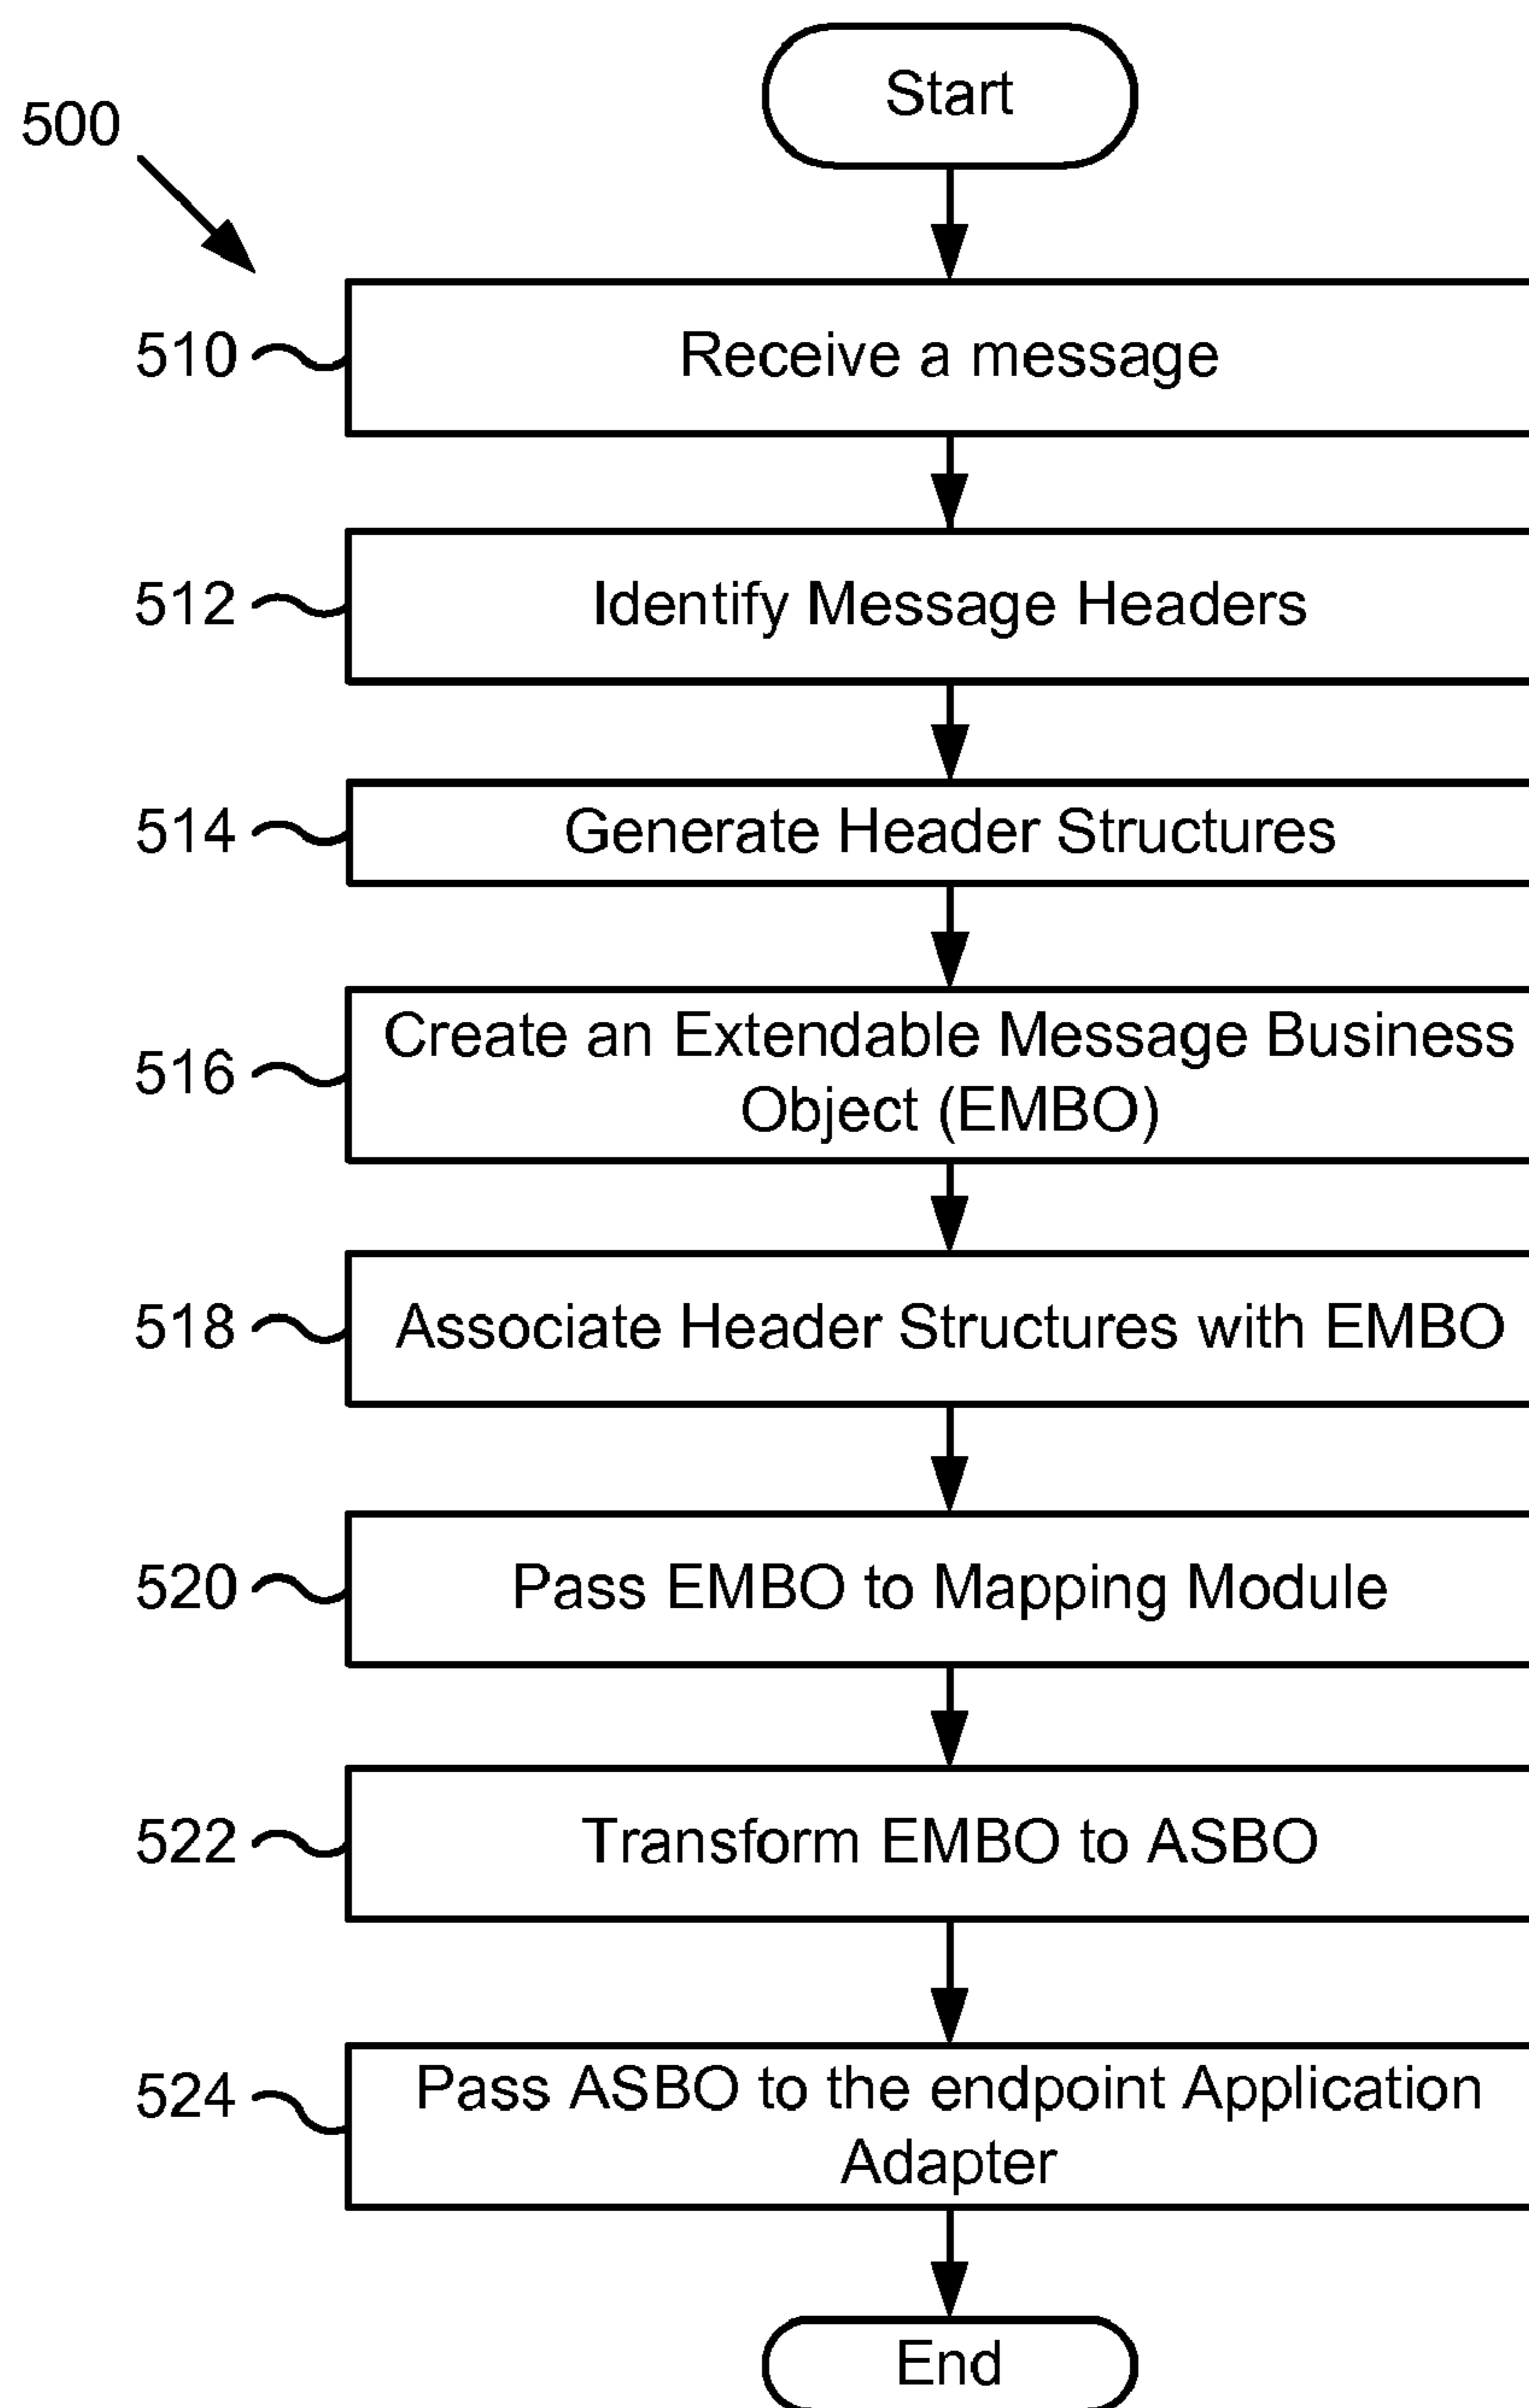 Start
500
510
Receive a message
512
Identify Message Headers
514
Generate Header Structures
516
Create an Extendable Message Business
Object (EMBO)
518
Associate Header Structures with EMBO
520
Pass EMBO to Mapping Module
522
Transform EMBO to ASBO
524
Pass ASBO to the endpoint Application
Adapter
End